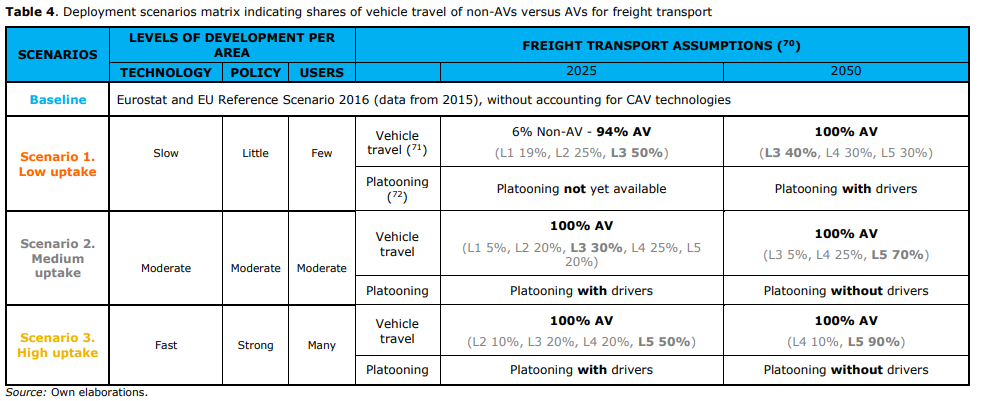 Table 4. Deployment scenarios matrix indicating shares of vehicle travel of non-AVs versus AVs for freight transport
SCENARIOS
LEVELS OF DEVELOPMENT PER
AREA
FREIGHT TRANSPORT ASSUMPTIONS (70)
TECHNOLOGY POLICY USERS
2025 2050
Baseline
Eurostat and EU Reference Scenario 2016 (data from 2015), without accounting for CAV technologies
Scenario 1.
Low uptake
Slow Little Few
Vehicle
travel (71)
6% Non-AV - 94% AV
(L1 19%, L2 25%, L3 50%)
100% AV
(L3 40%, L4 30%, L5 30%)
Platooning
(72)
Platooning not yet available
Platooning with drivers
Scenario 2.
Medium
uptake
Moderate Moderate Moderate
Vehicle
travel
100% AV
(L1 5%, L2 20%, L3 30%, L4 25%, L5
20%)
100% AV
(L3 5%, L4 25%, L5 70%)
Platooning
Platooning with drivers
Platooning without drivers
Scenario 3.
High uptake
Fast Strong Many
Vehicle
travel
100% AV
(L2 10%, L3 20%, L4 20%, L5 50%)
100% AV
(L4 10%, L5 90%)
Platooning
Platooning with drivers
Platooning without drivers
Source: Own elaborations.